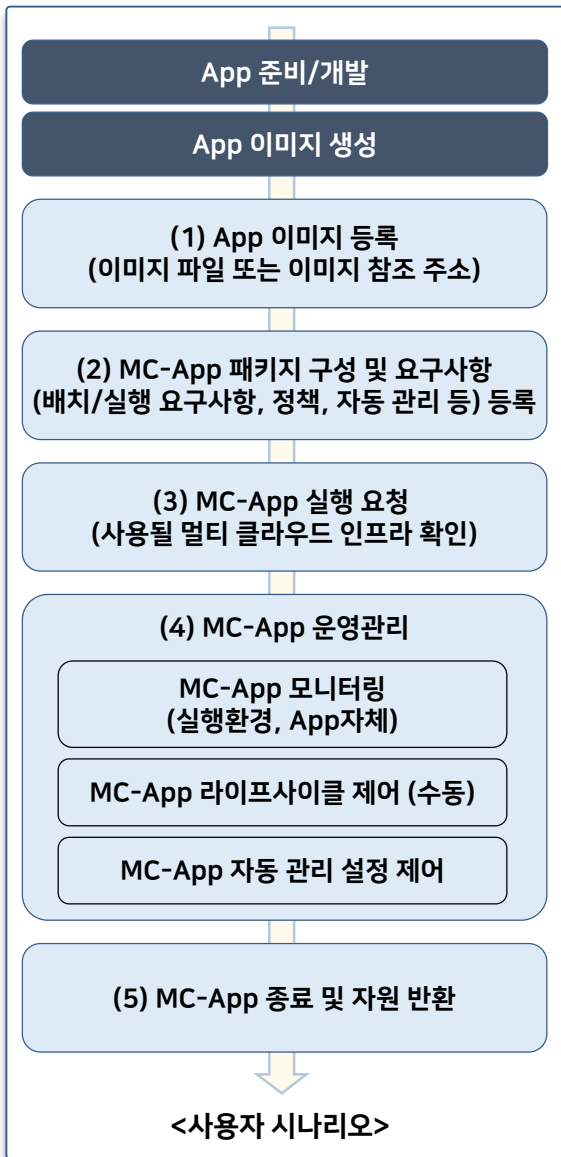 App 준비/개발
App 이미지 생성
(1) App 이미지 등록
(이미지 파일 또는 이미지 참조 주소)
(2) MC-App 패키지 구성 및 요구사항
(배치/실행 요구사항, 정책, 자동 관리 등) 등록
(3) MC-App 실행 요청
(사용될 멀티 클라우드 인프라 확인)
(4) MC-App 운영관리
MC-App 모니터링
(실행환경, App자체)
MC-App 라이프사이클 제어 (수동)
MC-App 자동 관리 설정 제어
(5) MC-App 종료 및 자원 반환
<사용자 시나리오>